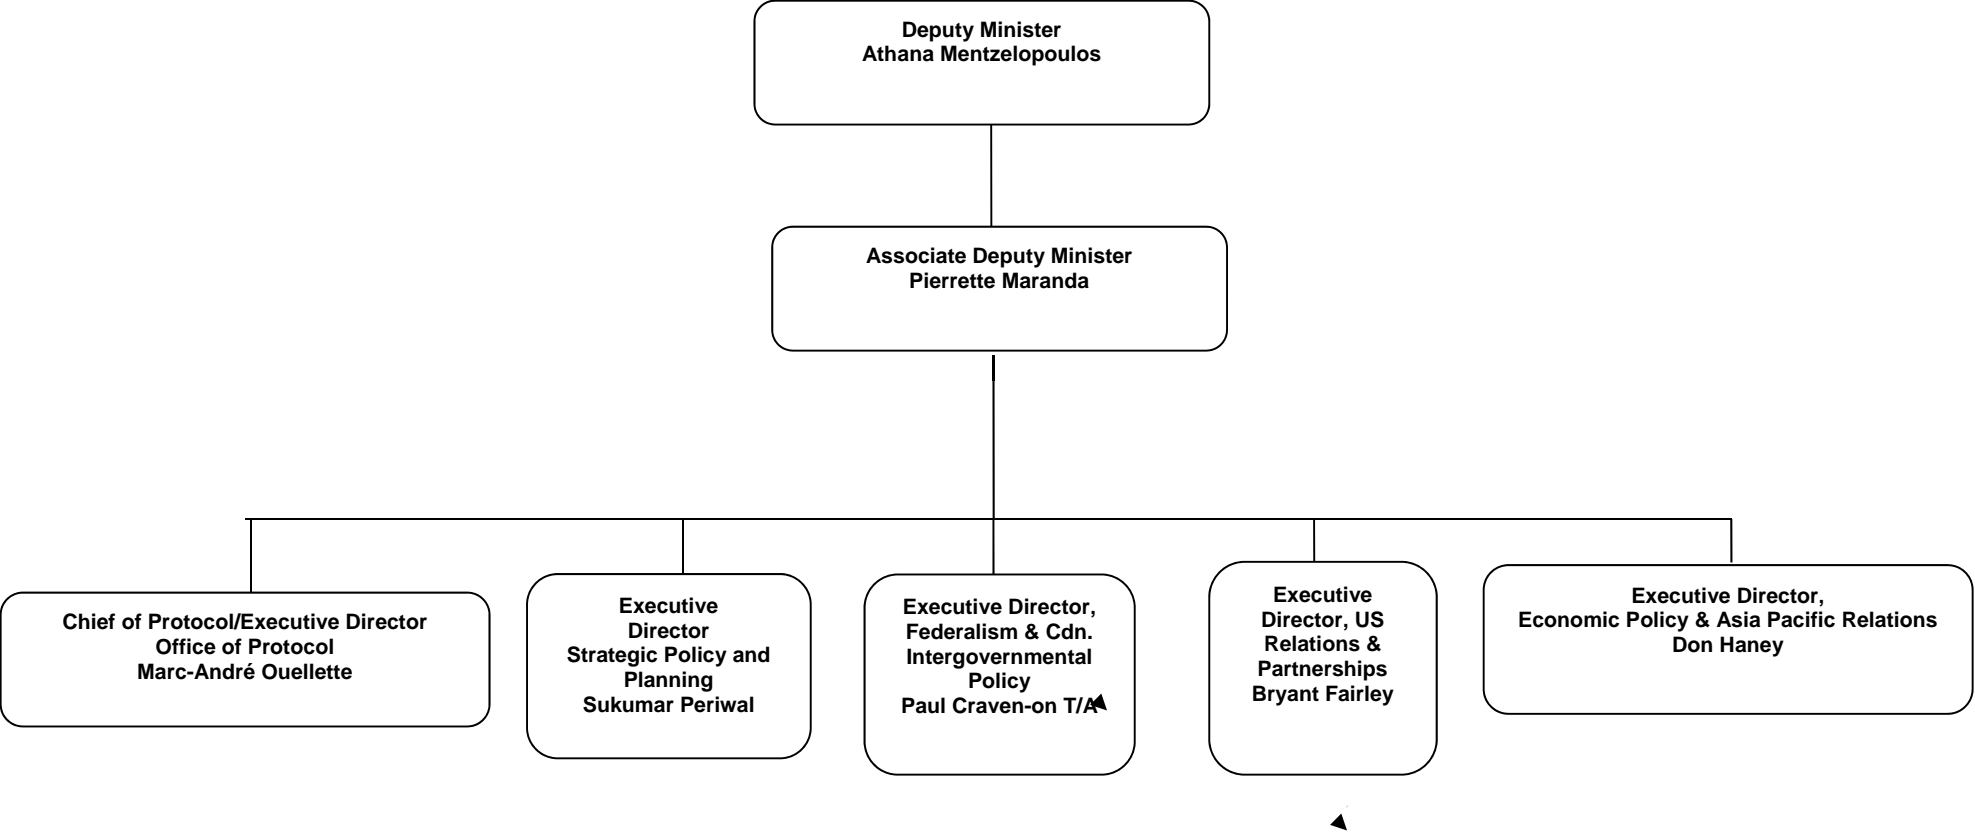 Deputy Minister
Athana Mentzelopoulos
Associate Deputy Minister
Pierrette Maranda
Chief of Protocol/Executive Director
Office of Protocol
Marc-André Ouellette
Executive
Director
Strategic Policy and
Planning
Sukumar Periwal
Executive Director,
Federalism & Cdn.
Intergovernmental
Policy
Paul Craven-on T/A
Executive
Director, US
Relations &
Partnerships
Bryant Fairley
Executive Director,
Economic Policy & Asia Pacific Relations
Don Haney